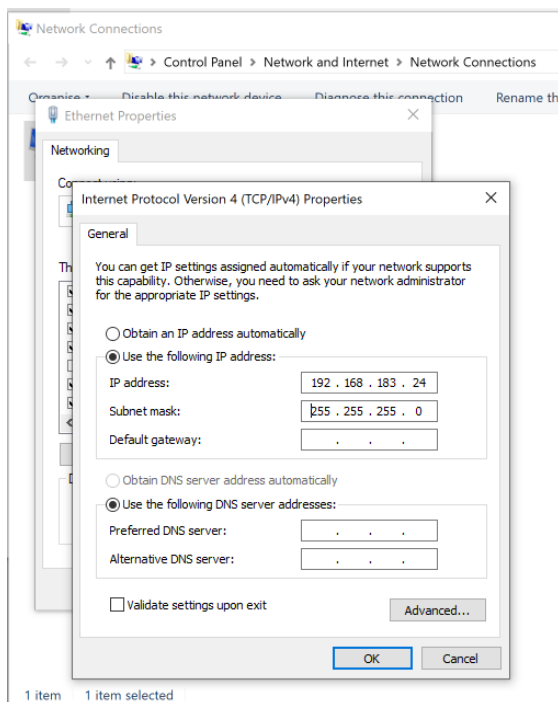 Network Connections
Control Panel > Network and Internet > Network Connections
Organise Disable this network device Diagnose this connection Rename th
Ethernet Properties
Networking
Internet Protocol Version 4 (TCP/IPv4) Properties
General
You can get IP settings assigned automatically if your network supports
this capability. Otherwise, you need to ask your network administrator
for the appropriate IP settings.
Obtain an IP address automatically
Use the following IP address:
IP address: 192 . 168 . 183 . 24
Subnet mask: 255 . 255 . 255 . 0
Default gateway: . . .
Obtain DNS server address automatically
Use the following DNS server addresses:
Preferred DNS server: . . .
Alternative DNS server: . . .
Validate settings upon exit
Advanced...
OK Cancel
1 item 1 item selected